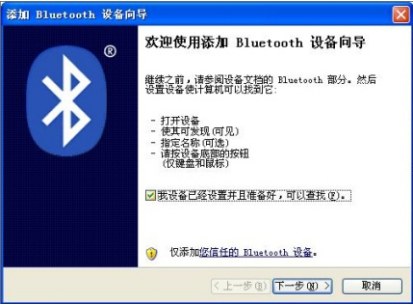 添加 Bluetooth 设备向导
®
欢迎使用添加 Bluetooth 设备向导
继续之前，请参阅设备文档的 Bluetooth 部分。然后
设置设备使计算机可以找到它:
- 打开设备
- 使其可发现(可见)
- 指定名称(可选)
- 请按设备底部的按钮
(仅键盘和鼠标)
我设备已经设置并且准备好，可以查找(Y)。
仅添加您信任的 Bluetooth 设备。
< 上一步(B)
下一步(N) >
取消